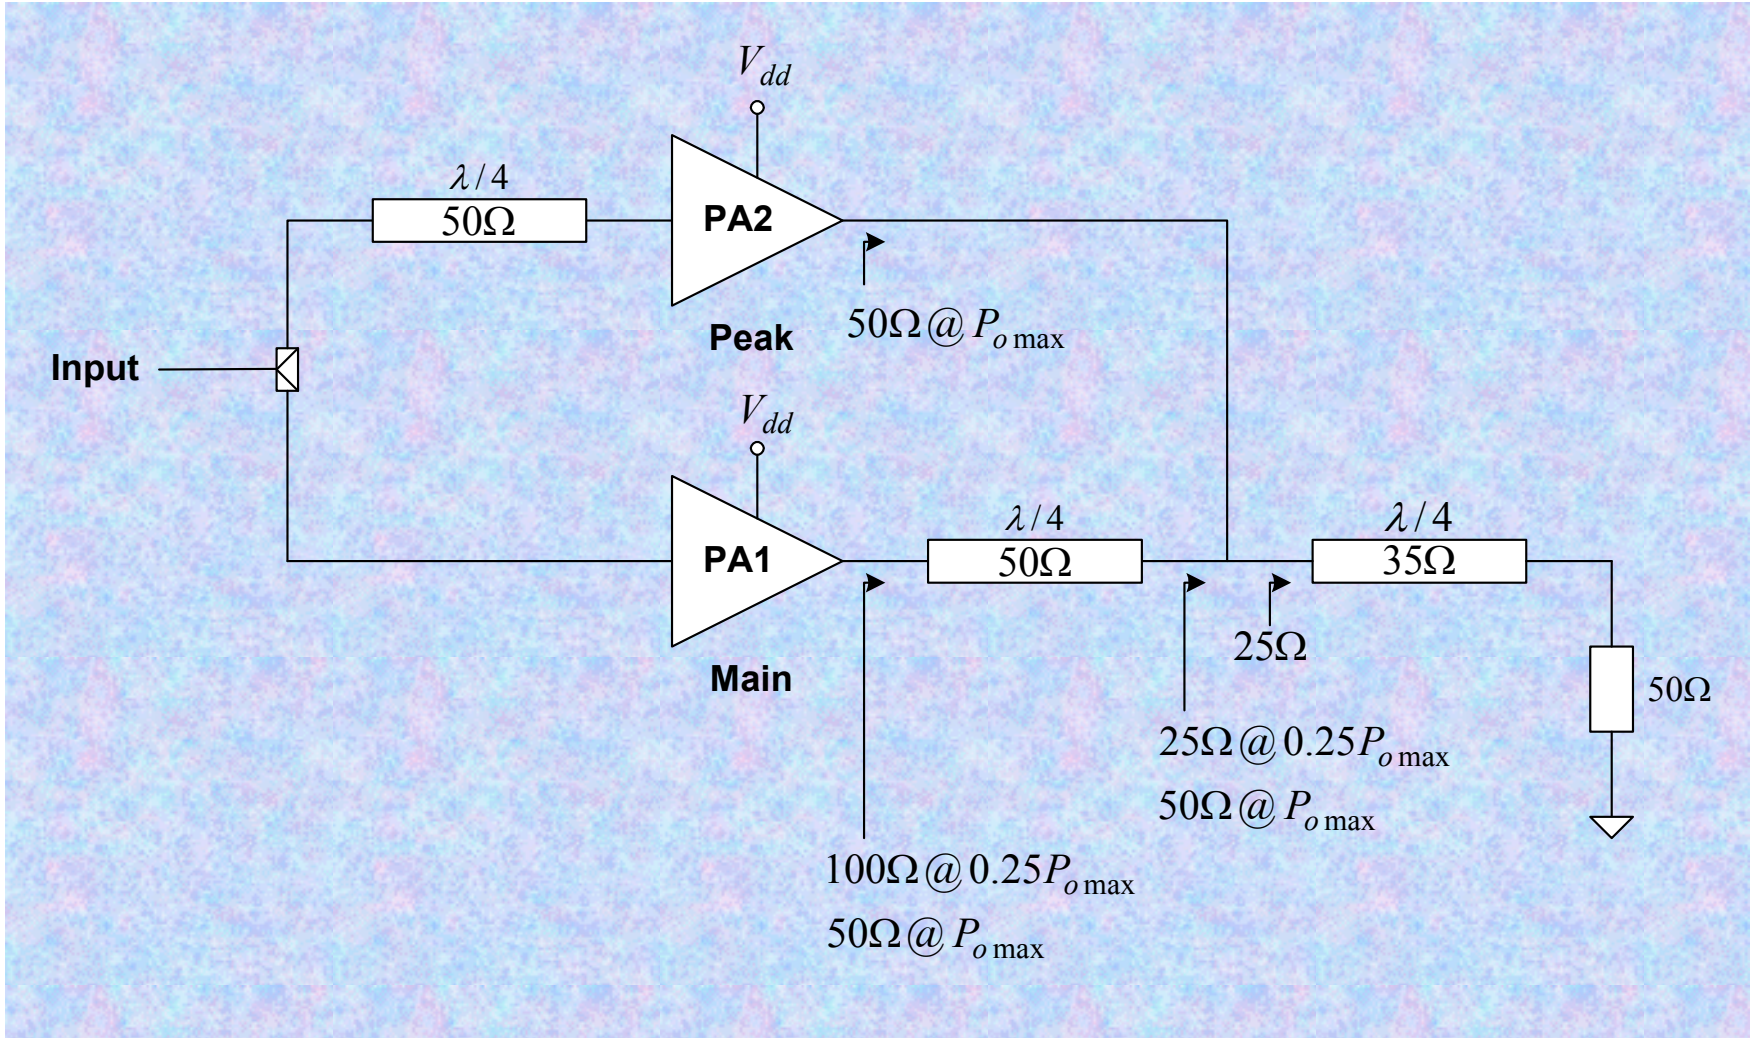 V_dd
λ/4
50Ω
PA2
50Ω@P_o max
Peak
Input
V_dd
λ/4
λ/4
PA1
50Ω
35Ω
25Ω
Main
50Ω
25Ω@0.25P_o max
50Ω@P_o max
100Ω@0.25P_o max
50Ω@P_o max